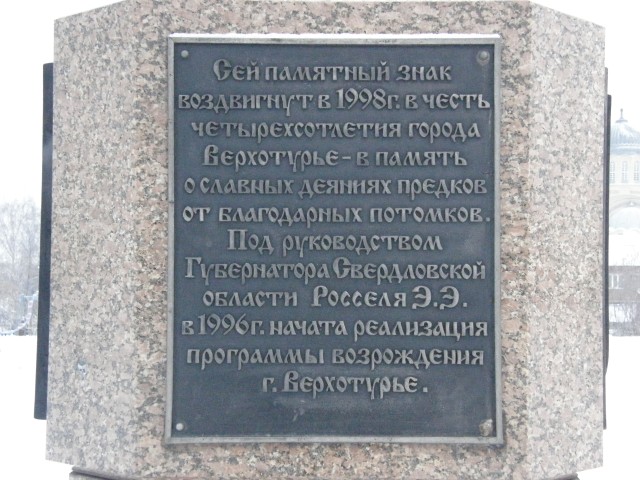 Сей памятный знак
воздвигнут в 1998г. в честь
четырехсотлетия города
Верхотурье - в память
о славных деяниях предков
от благодарных потомков.
Под руководством
Губернатора Свердловской
области Росселя Э.Э.
в 1996г. начата реализация
программы возрождения
г. Верхотурье.